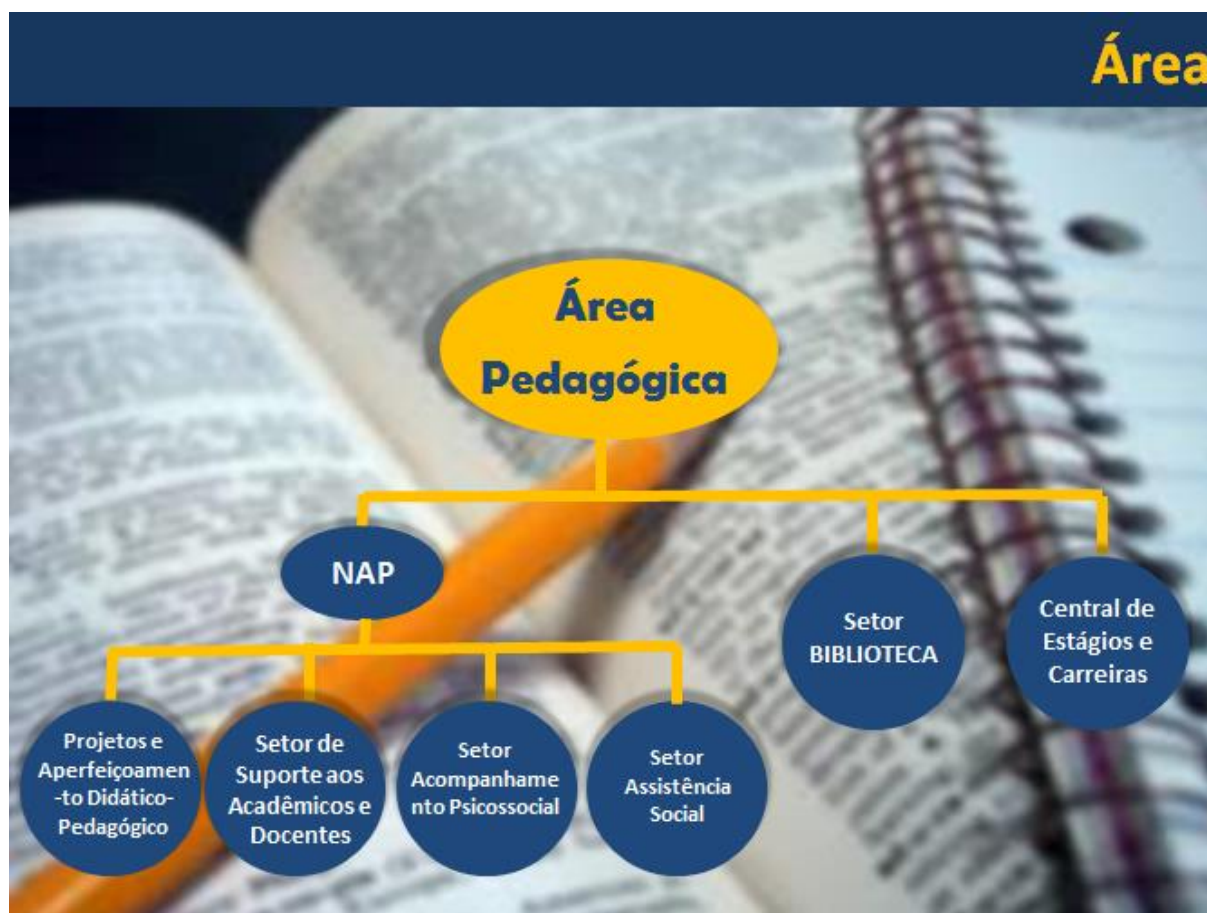 Área
Área
Pedagógica
NAP
Setor
BIBLIOTECA
Central de
Estágios e
Carreiras
Projetos e
Aperfeiçoamen
-to Didático-
Pedagógico
Setor de
Suporte aos
Acadêmicos e
Docentes
Setor
Acompanhame
nto Psicossocial
Setor
Assistência
Social